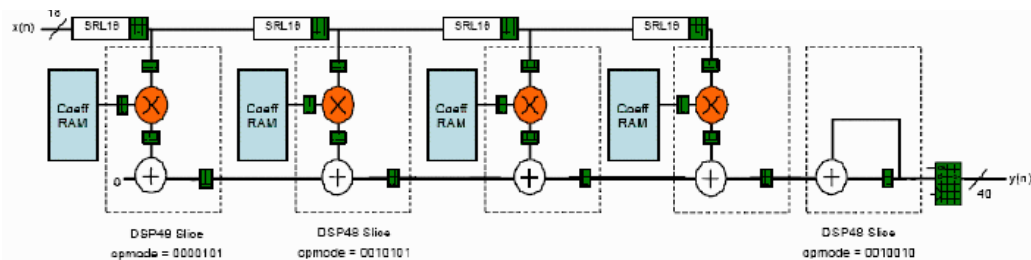 18
x(n)
SRL16
SRL16
SRL16
SRL16
Coeff
RAM
Coeff
RAM
Coeff
RAM
Coeff
RAM
0
y(n)
40
DSP48 Slice
opmode = 0000101
DSP48 Slice
opmode = 0010101
DSP48 Slice
opmode = 0010010